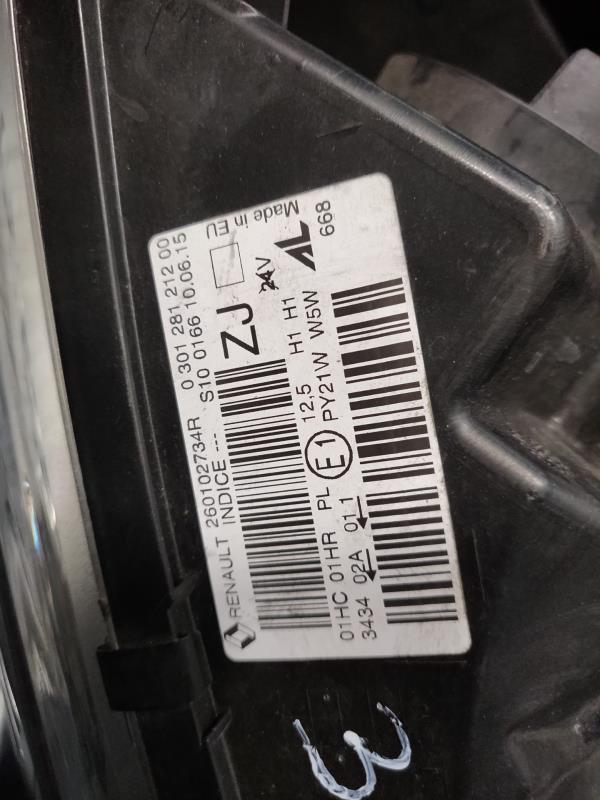 RENAULT 260102734R 0 301 281 212 00
INDICE --- S10 0166 10.06.15
ZJ
Made in EU
24V
AL
668
01HC 01HR PL E1 12,5 H1 H1
3434 02A 01 1 PY21W W5W
3